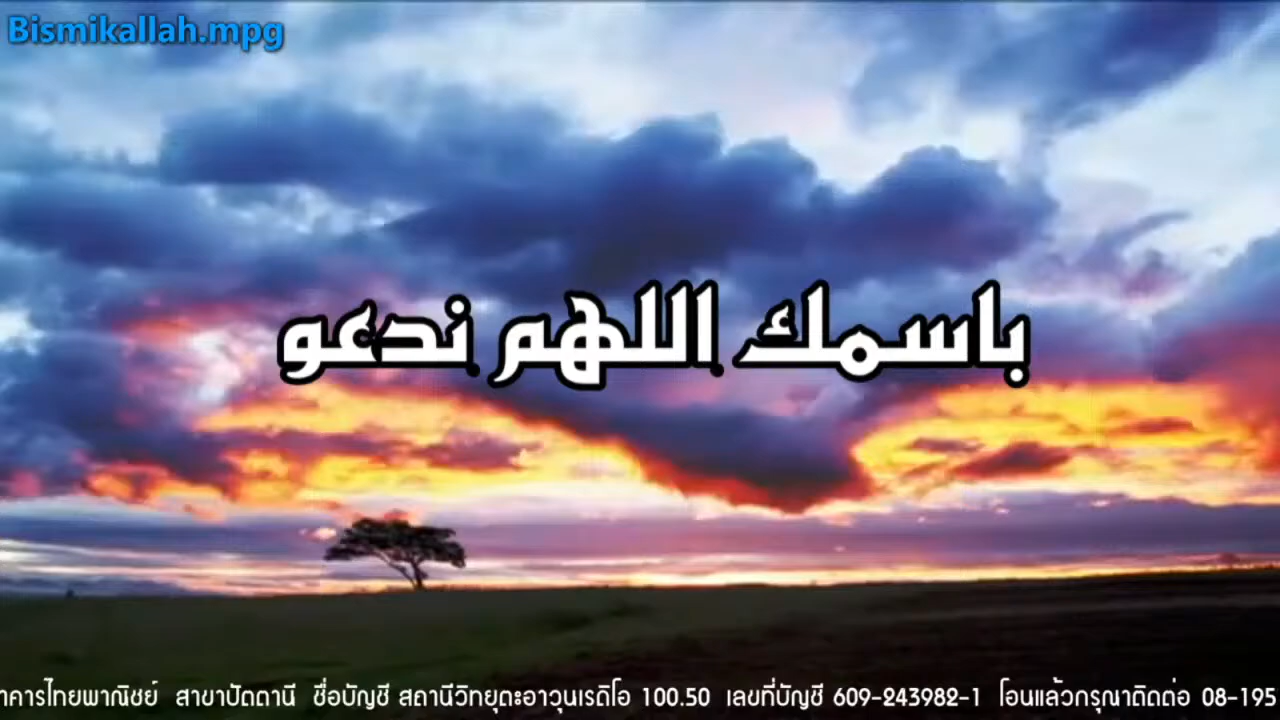 Bismikallah.mpg
باسمك اللهم ندعو
าคารไทยพาณิชย์ สาขาปัตตานี ชื่อบัญชี สถานีวิทยุตะอาวุนเรดิโอ 100.50 เลขที่บัญชี 609-243982-1 โอนแล้วกรุณาติดต่อ 08-195